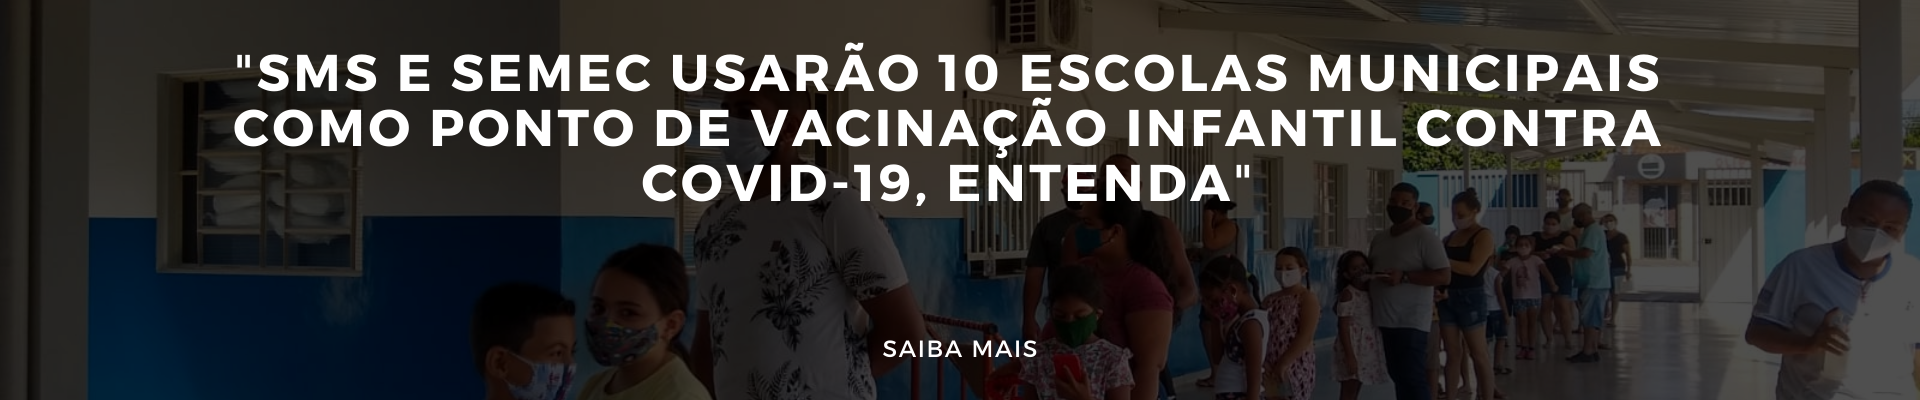 "SMS E SEMEC USARÃO 10 ESCOLAS MUNICIPAIS
COMO PONTO DE VACINAÇÃO INFANTIL CONTRA
COVID-19, ENTENDA"
SAIBA MAIS